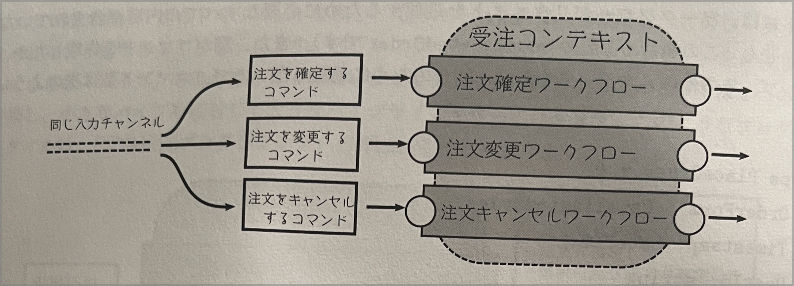 受注コンテキスト
同じ入力チャンネル
注文を確定する
コマンド
注文確定ワークフロー
注文を変更する
コマンド
注文変更ワークフロー
注文をキャンセル
するコマンド
注文キャンセルワークフロー